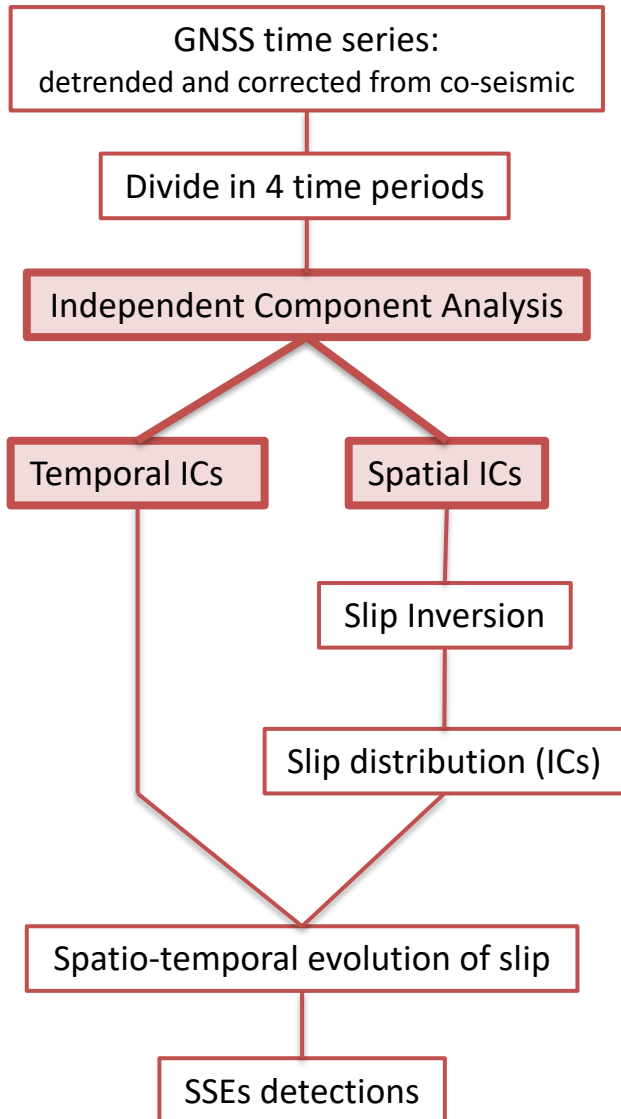 GNSS time series:
detrended and corrected from co-seismic
Divide in 4 time periods
Independent Component Analysis
Temporal ICs
Spatial ICs
Slip Inversion
Slip distribution (ICs)
Spatio-temporal evolution of slip
SSEs detections